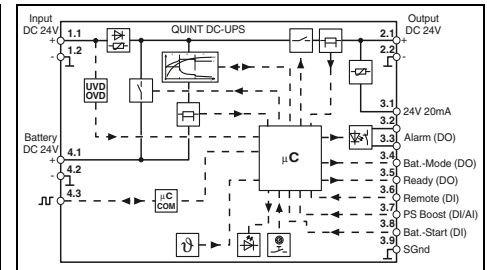 Input
DC 24V
QUINT DC-UPS
Output
DC 24V
+ 1.1
- 1.2
2.1 +
2.2 -
UVD
OVD
3.1 24V 20mA
3.2
3.3 Alarm (DO)
Battery
DC 24V
+ 4.1
- 4.2
4.3
µC
COM
µC
3.4 Bat.-Mode (DO)
3.5 Ready (DO)
3.6 Remote (DI)
3.7 PS Boost (DI/AI)
3.8 Bat.-Start (DI)
3.9 SGnd
ϑ